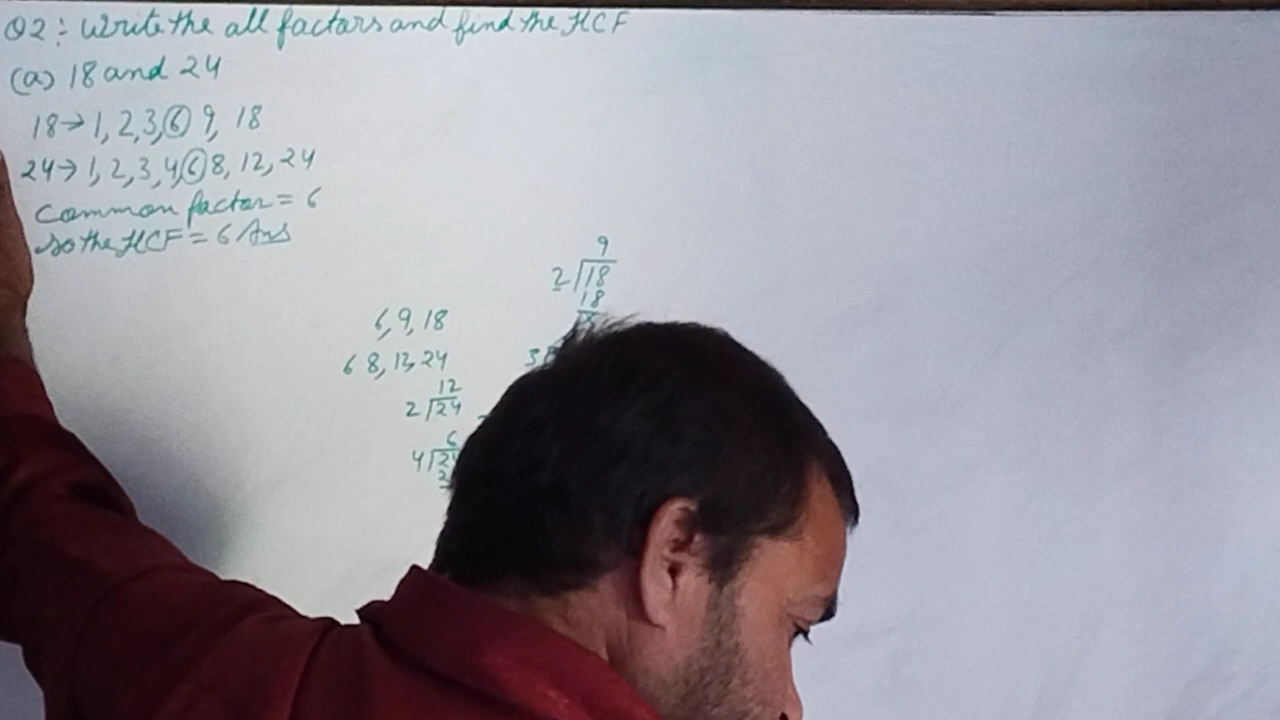 Q2: Write the all factors and find the HCF
(a) 18 and 24
18→ 1, 2, 3, 6 9, 18
24→ 1, 2, 3, 4, 6 8, 12, 24
Common factor = 6
So the HCF = 6 Ans
9
2 18
18
6, 9, 18
6 8, 12, 24
12
2 24
6
4 24